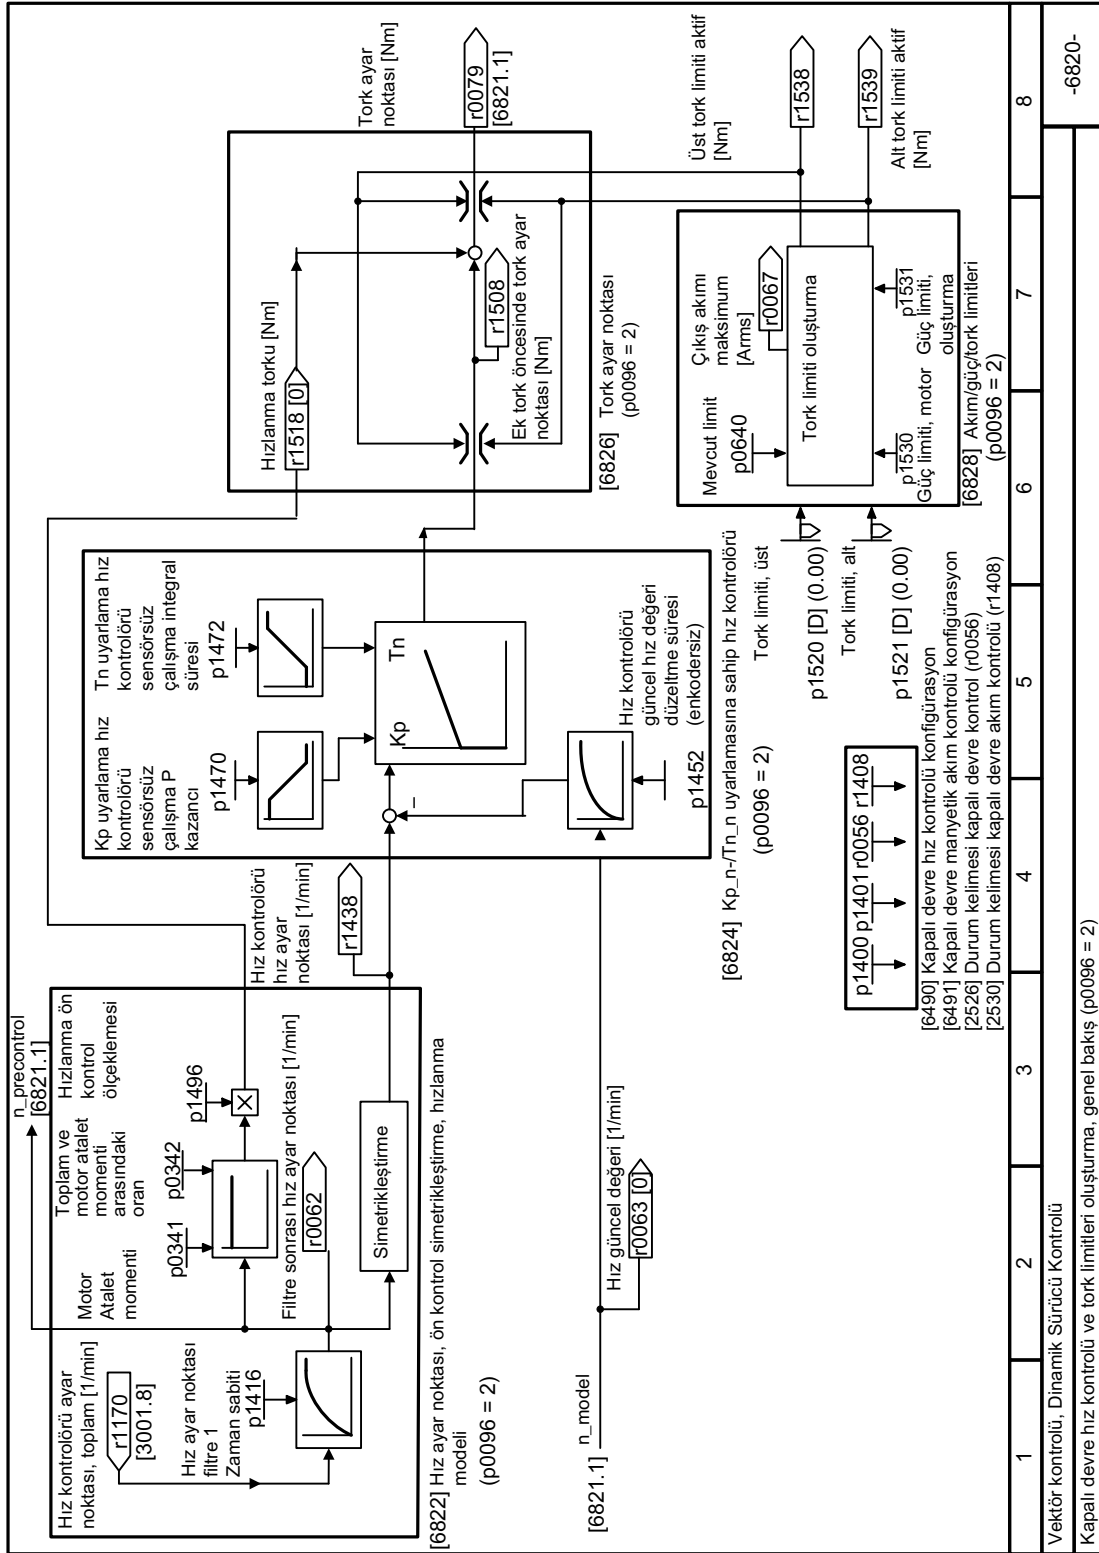 Hız kontrolörü ayar
noktası, toplam [1/min]
r1170
[3001.8]
Hız ayar noktası
filtre 1
Zaman sabiti
p1416
n_precontrol
[6821.1]
Motor
Atalet
momenti
p0341
Toplam ve
motor atalet
momenti
arasındaki
oran
p0342
Hızlanma ön
kontrol
ölçeklemesi
p1496
Filtre sonrası hız ayar noktası [1/min]
r0062
Simetrikleştirme
[6822] Hız ayar noktası, ön kontrol simetrikleştirme, hızlanma
modeli
(p0096 = 2)
Hız kontrolörü
hız ayar
noktası [1/min]
r1438
[6821.1] n_model
Hız güncel değeri [1/min]
r0063 [0]
Kp uyarlama hız
kontrolörü
sensörsüz
çalışma P
kazancı
p1470
Tn uyarlama hız
kontrolörü
sensörsüz
çalışma integral
süresi
p1472
Kp
Tn
–
Hız kontrolörü
güncel hız değeri
düzeltme süresi
(enkodersiz)
p1452
[6824] Kp_n-/Tn_n uyarlamasına sahip hız kontrolörü
(p0096 = 2)
Hızlanma torku [Nm]
r1518 [0]
r1508
Ek tork öncesinde tork ayar
noktası [Nm]
[6826] Tork ayar noktası
(p0096 = 2)
Tork ayar
noktası [Nm]
r0079
[6821.1]
Tork limiti, üst
p1520 [D] (0.00)
Tork limiti, alt
p1521 [D] (0.00)
Mevcut limit
p0640
Çıkış akımı
maksimum
[Arms]
r0067
Tork limiti oluşturma
p1530
Güç limiti, motor
p1531
Güç limiti,
oluşturma
[6828] Akım/güç/tork limitleri
(p0096 = 2)
Üst tork limiti aktif
[Nm]
r1538
r1539
Alt tork limiti aktif
[Nm]
p1400 p1401 r0056 r1408
[6490] Kapalı devre hız kontrolü konfigürasyon
[6491] Kapalı devre manyetik akım kontrolü konfigürasyon
[2526] Durum kelimesi kapalı devre kontrol (r0056)
[2530] Durum kelimesi kapalı devre akım kontrolü (r1408)
1 2 3 4 5 6 7 8
Vektör kontrolü, Dinamik Sürücü Kontrolü
Kapalı devre hız kontrolü ve tork limitleri oluşturma, genel bakış (p0096 = 2)
-6820-